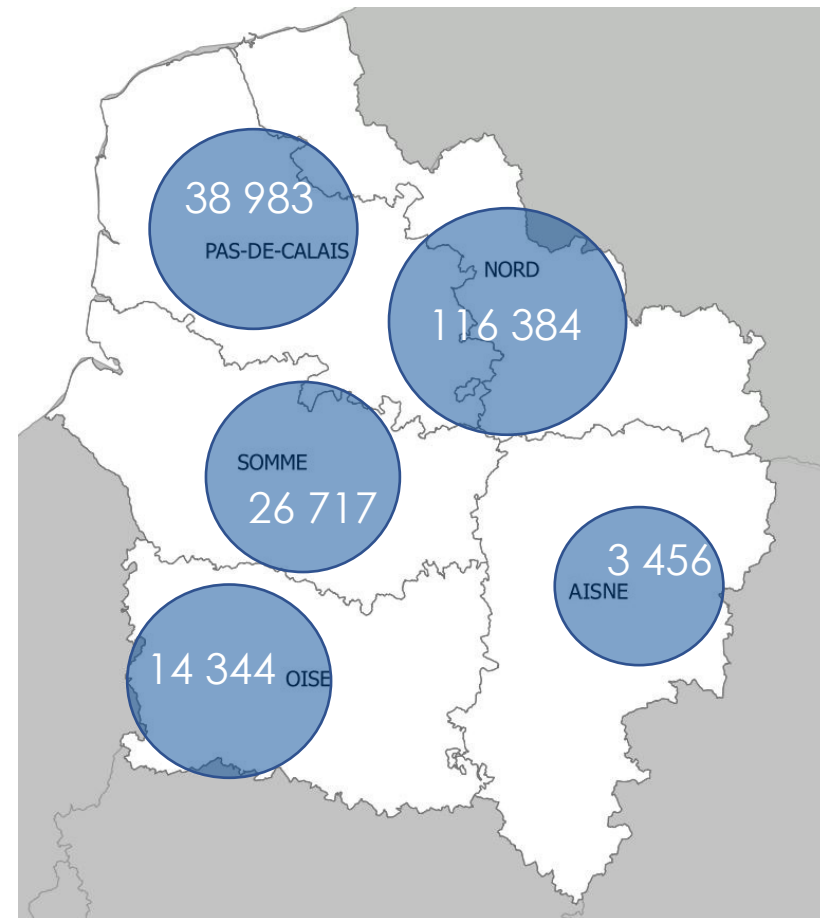 38 983
PAS-DE-CALAIS
NORD
116 384
SOMME
26 717
3 456
AISNE
14 344 OISE